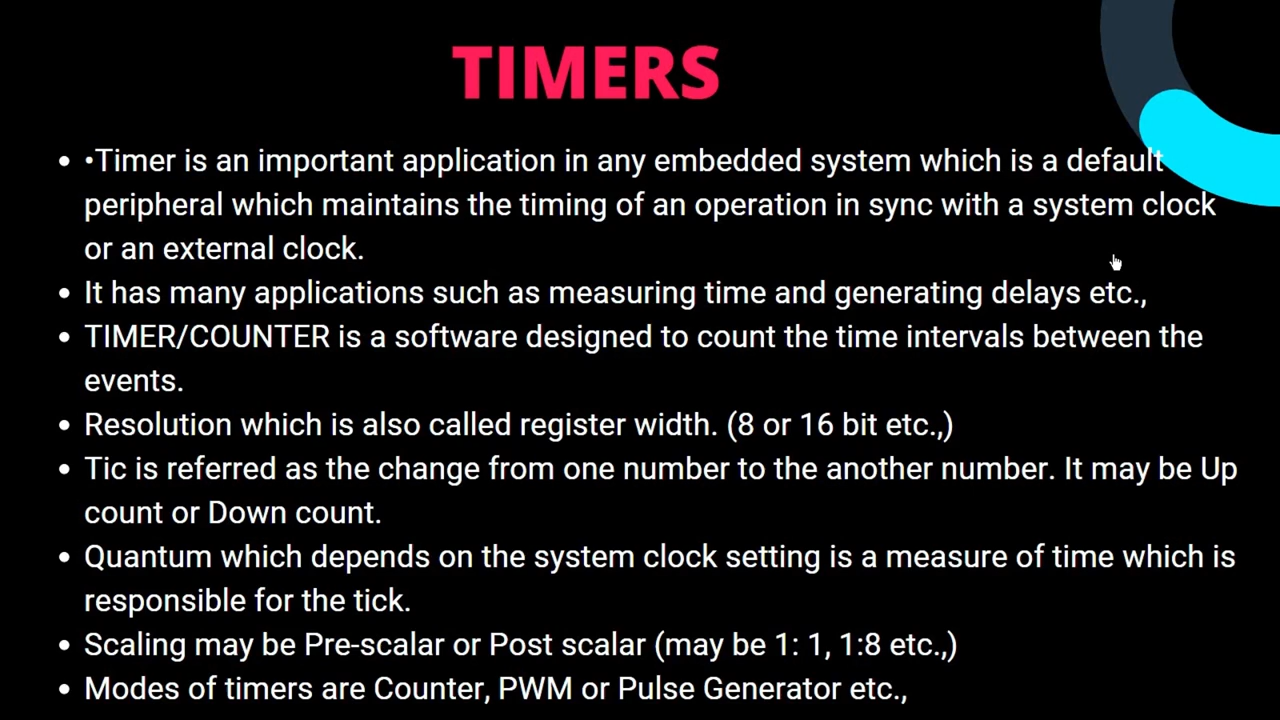 TIMERS
• •Timer is an important application in any embedded system which is a default
peripheral which maintains the timing of an operation in sync with a system clock
or an external clock.
• It has many applications such as measuring time and generating delays etc.,
• TIMER/COUNTER is a software designed to count the time intervals between the
events.
• Resolution which is also called register width. (8 or 16 bit etc.,)
• Tic is referred as the change from one number to the another number. It may be Up
count or Down count.
• Quantum which depends on the system clock setting is a measure of time which is
responsible for the tick.
• Scaling may be Pre-scalar or Post scalar (may be 1: 1, 1:8 etc.,)
• Modes of timers are Counter, PWM or Pulse Generator etc.,